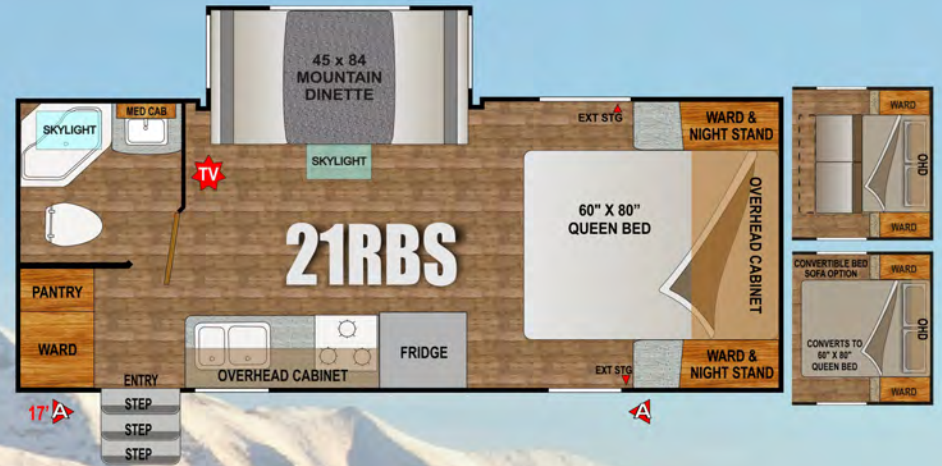 45 x 84
MOUNTAIN
DINETTE
MED CAB
SKYLIGHT
EXT STG
WARD &
NIGHT STAND
WARD
OHD
WARD
TV
SKYLIGHT
60" X 80"
QUEEN BED
OVERHEAD CABINET
21RBS
PANTRY
WARD
FRIDGE
OVERHEAD CABINET
EXT STG
WARD &
NIGHT STAND
CONVERTIBLE BED
SOFA OPTION
WARD
OHD
CONVERTS TO
60" X 80"
QUEEN BED
WARD
ENTRY
STEP
STEP
STEP
17' A
A